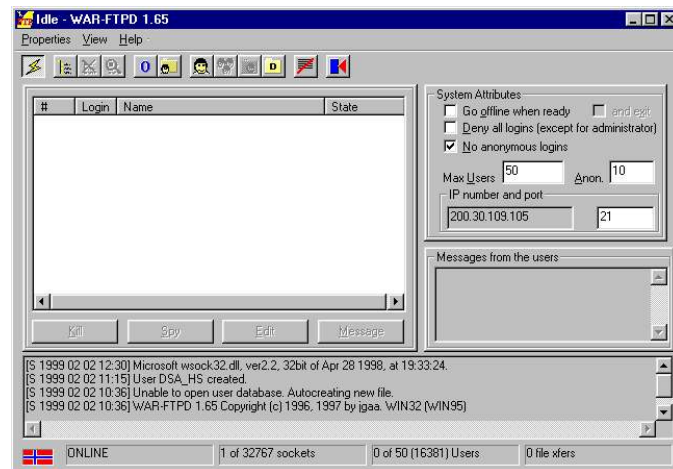 Idle - WAR-FTPD 1.65
Properties View Help
# Login Name State
Kill Spy Edit Message
System Attributes
Go offline when ready and exit
Deny all logins (except for administrator)
No anonymous logins
Max Users 50 Anon. 10
IP number and port
200.30.109.105 21
Messages from the users
[S 1999 02 02 12:30] Microsoft wsock32.dll, ver2.2, 32bit of Apr 28 1998, at 19:33:24.
[S 1999 02 02 11:15] User DSA_HS created.
[S 1999 02 02 10:36] Unable to open user database. Autocreating new file.
[S 1999 02 02 10:36] WAR-FTPD 1.65 Copyright (c) 1996, 1997 by jgaa. WIN32 (WIN95)
ONLINE 1 of 32767 sockets 0 of 50 (16381) Users 0 file xfers